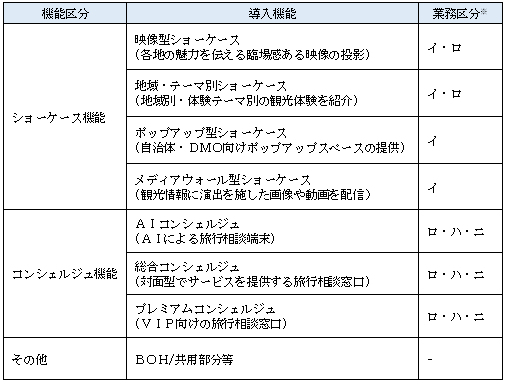 機能区分 導入機能 業務区分※
ショーケース機能
映像型ショーケース
（各地の魅力を伝える臨場感ある映像の投影）
イ・ロ
地域・テーマ別ショーケース
（地域別・体験テーマ別の観光体験を紹介）
イ・ロ
ポップアップ型ショーケース
（自治体・ＤＭＯ向けポップアップスペースの提供）
イ
メディアウォール型ショーケース
（観光情報に演出を施した画像や動画を配信）
イ
コンシェルジュ機能
ＡＩコンシェルジュ
（ＡＩによる旅行相談端末）
ロ・ハ・ニ
総合コンシェルジュ
（対面型でサービスを提供する旅行相談窓口）
ロ・ハ・ニ
プレミアムコンシェルジュ
（ＶＩＰ向けの旅行相談窓口）
ロ・ハ・ニ
その他 ＢＯＨ/共用部分等 -